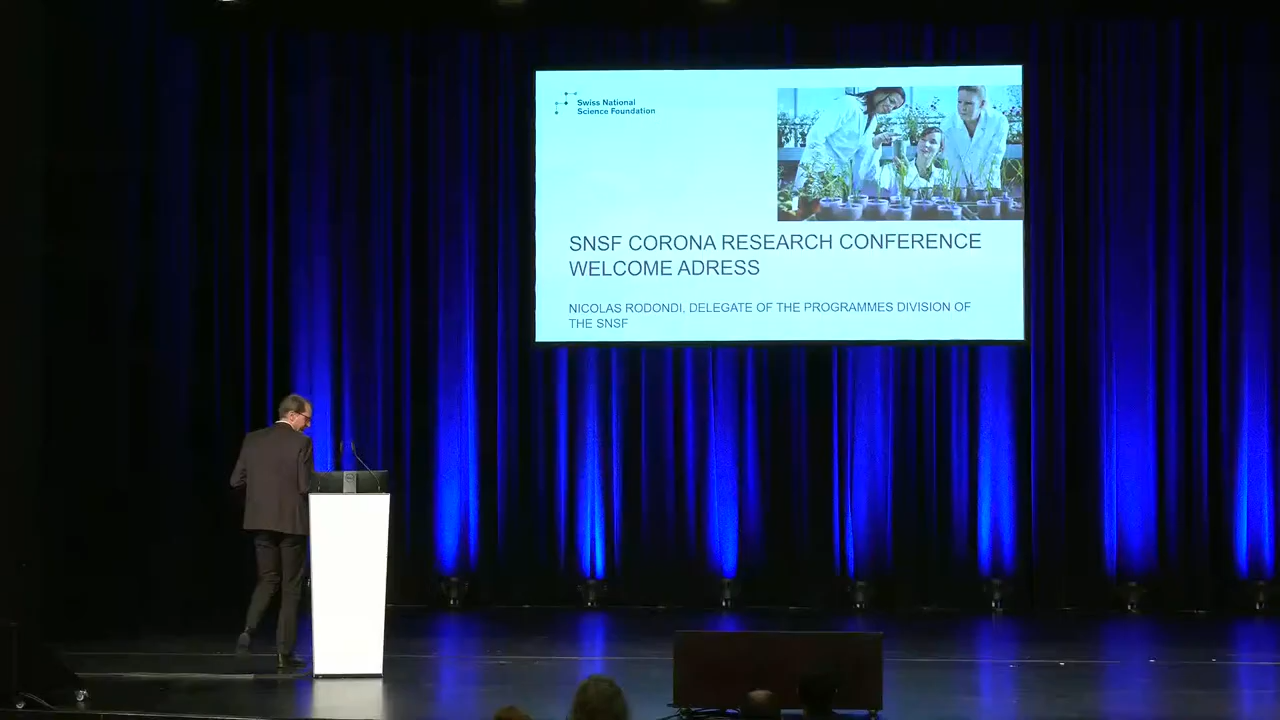 Swiss National
Science Foundation
SNSF CORONA RESEARCH CONFERENCE
WELCOME ADRESS
NICOLAS RODONDI, DELEGATE OF THE PROGRAMMES DIVISION OF
THE SNSF